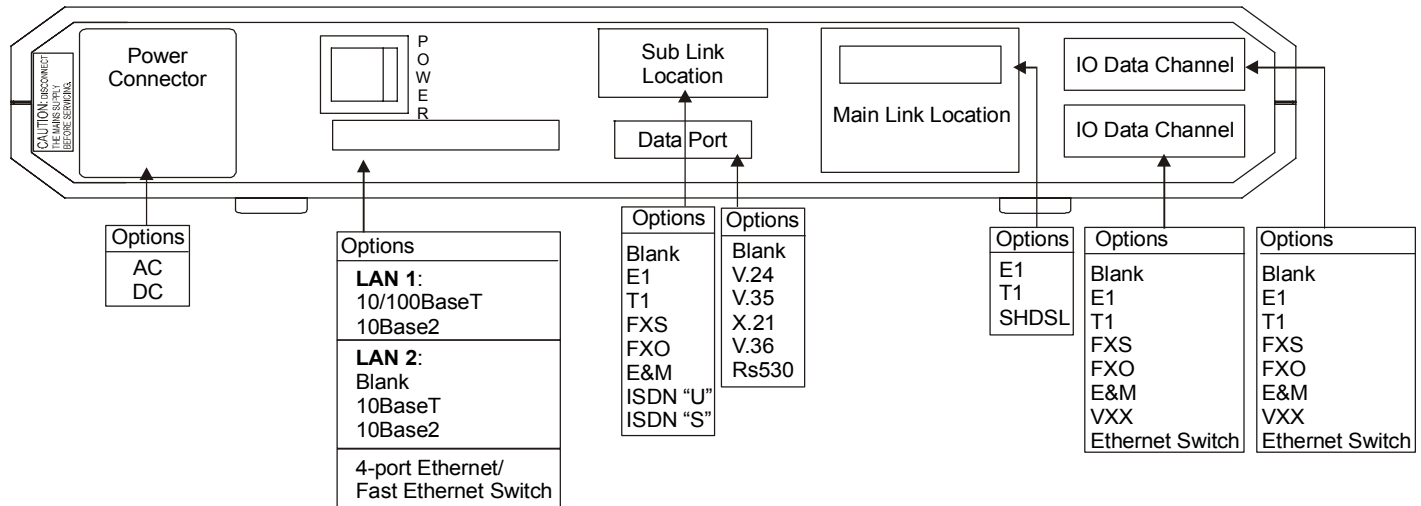 CAUTION: DISCONNECT
THE MAINS SUPPLY
BEFORE SERVICING.
Power
Connector
POWER
Sub Link
Location
Data Port
Main Link Location
IO Data Channel
IO Data Channel
Options
AC
DC
Options
LAN 1:
10/100BaseT
10Base2
LAN 2:
Blank
10BaseT
10Base2
4-port Ethernet/
Fast Ethernet Switch
Options
Blank
E1
T1
FXS
FXO
E&M
ISDN “U”
ISDN “S”
Options
Blank
V.24
V.35
X.21
V.36
Rs530
Options
E1
T1
SHDSL
Options
Blank
E1
T1
FXS
FXO
E&M
VXX
Ethernet Switch
Options
Blank
E1
T1
FXS
FXO
E&M
VXX
Ethernet Switch